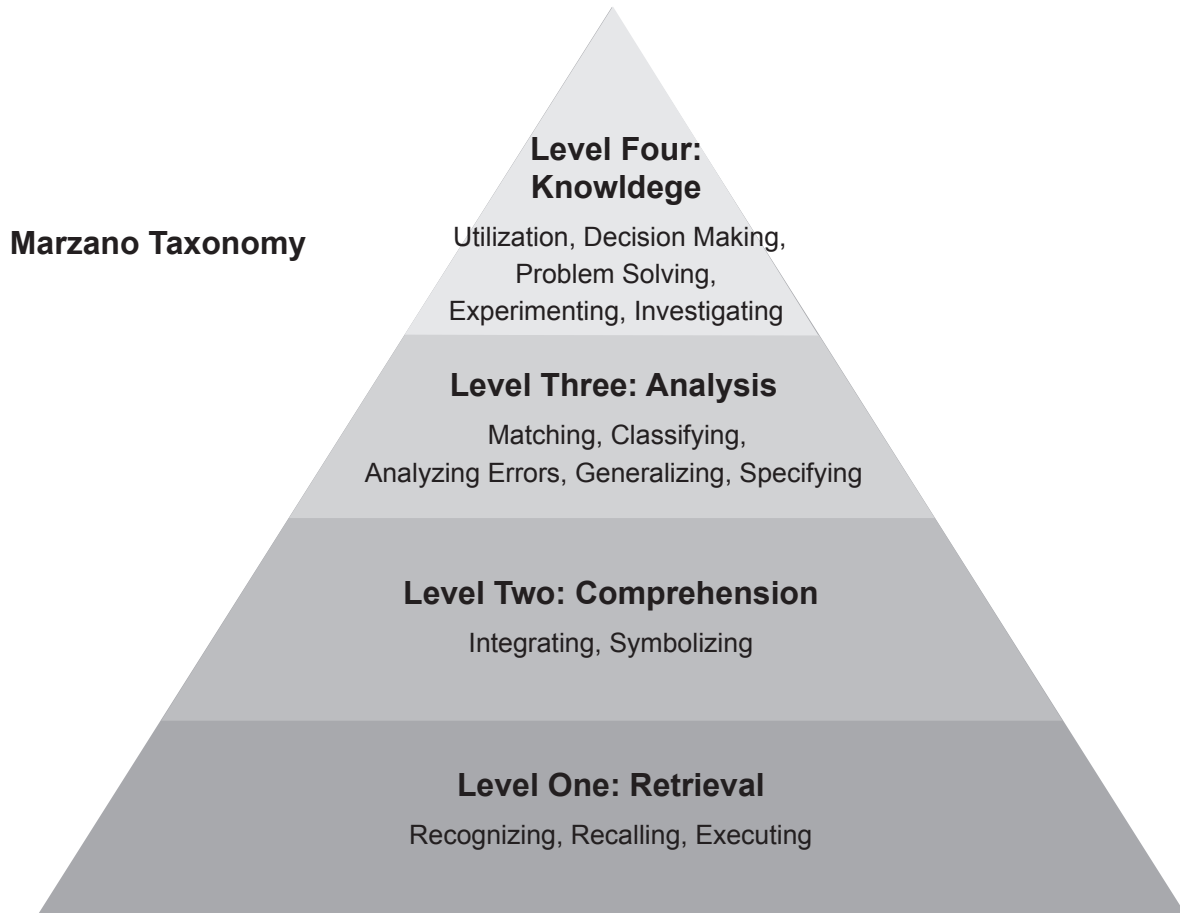 Level Four:
Knowldege
Utilization, Decision Making,
Problem Solving,
Experimenting, Investigating
Marzano Taxonomy
Level Three: Analysis
Matching, Classifying,
Analyzing Errors, Generalizing, Specifying
Level Two: Comprehension
Integrating, Symbolizing
Level One: Retrieval
Recognizing, Recalling, Executing